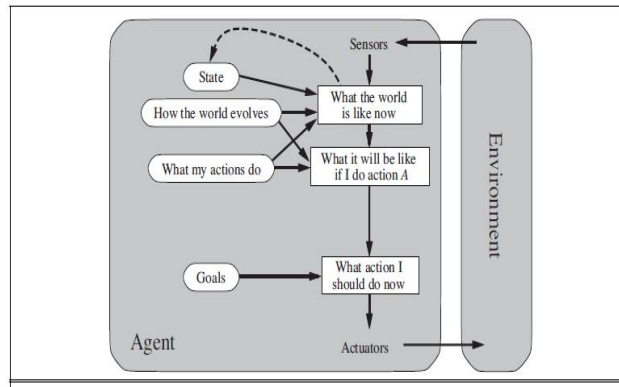 Sensors
State
What the world
is like now
How the world evolves
What it will be like
if I do action A
What my actions do
Goals
What action I
should do now
Agent
Actuators
Environment